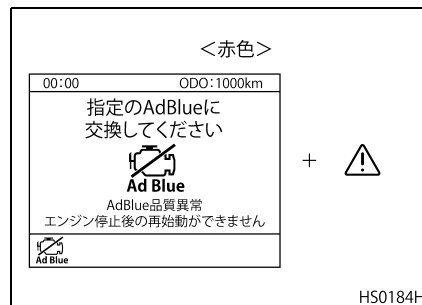 ＜赤色＞
00：00 ODO：1000km
指定のAdBlueに
交換してください
Ad Blue
AdBlue品質異常
エンジン停止後の再始動ができません
Ad Blue
+
HS0184H